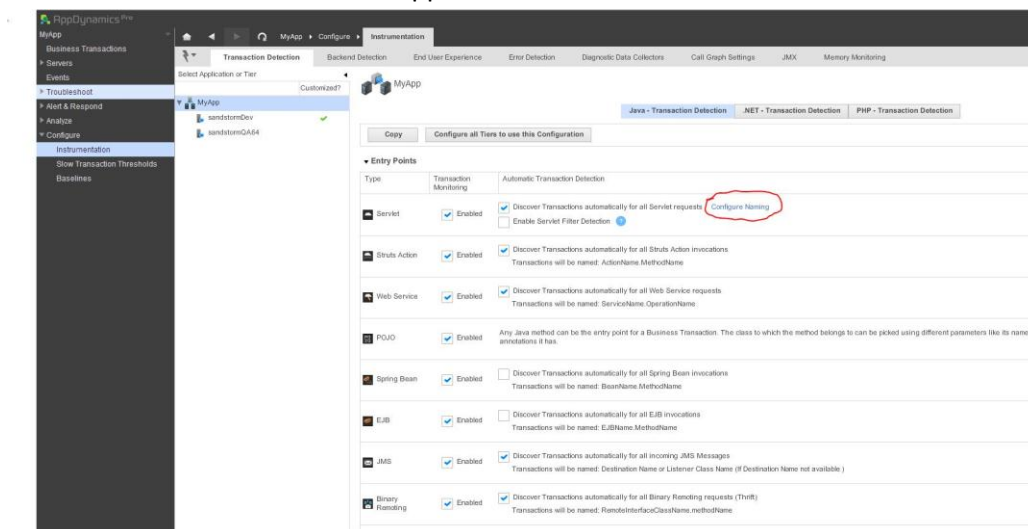 App
AppDynamics Pro
MyApp
MyApp Configure Instrumentation
Business Transactions
Servers
Events
Troubleshoot
Alert & Respond
Analyze
Configure
Instrumentation
Slow Transaction Thresholds
Baselines
Transaction Detection Backend Detection End User Experience Error Detection Diagnostic Data Collectors Call Graph Settings JMX Memory Monitoring
Select Application or Tier
Customized?
MyApp
sandstormDev
sandstormQA64
MyApp
Java - Transaction Detection .NET - Transaction Detection PHP - Transaction Detection
Copy Configure all Tiers to use this Configuration
Entry Points
Type Transaction Monitoring Automatic Transaction Detection
Servlet Enabled Discover Transactions automatically for all Servlet requests Configure Naming
Enable Servlet Filter Detection ?
Struts Action Enabled Discover Transactions automatically for all Struts Action invocations
Transactions will be named: ActionName.MethodName
Web Service Enabled Discover Transactions automatically for all Web Service requests
Transactions will be named: ServiceName.OperationName
POJO Enabled Any Java method can be the entry point for a Business Transaction. The class to which the method belongs to can be picked using different parameters like its name
annotations it has.
Spring Bean Enabled Discover Transactions automatically for all Spring Bean invocations
Transactions will be named: BeanName.MethodName
EJB Enabled Discover Transactions automatically for all EJB invocations
Transactions will be named: EJBName.MethodName
JMS Enabled Discover Transactions automatically for all incoming JMS Messages
Transactions will be named: Destination Name or Listener Class Name (If Destination Name not available )
Binary Remoting Enabled Discover Transactions automatically for all Binary Remoting requests (Thrift)
Transactions will be named: RemoteInterfaceClassName.methodName